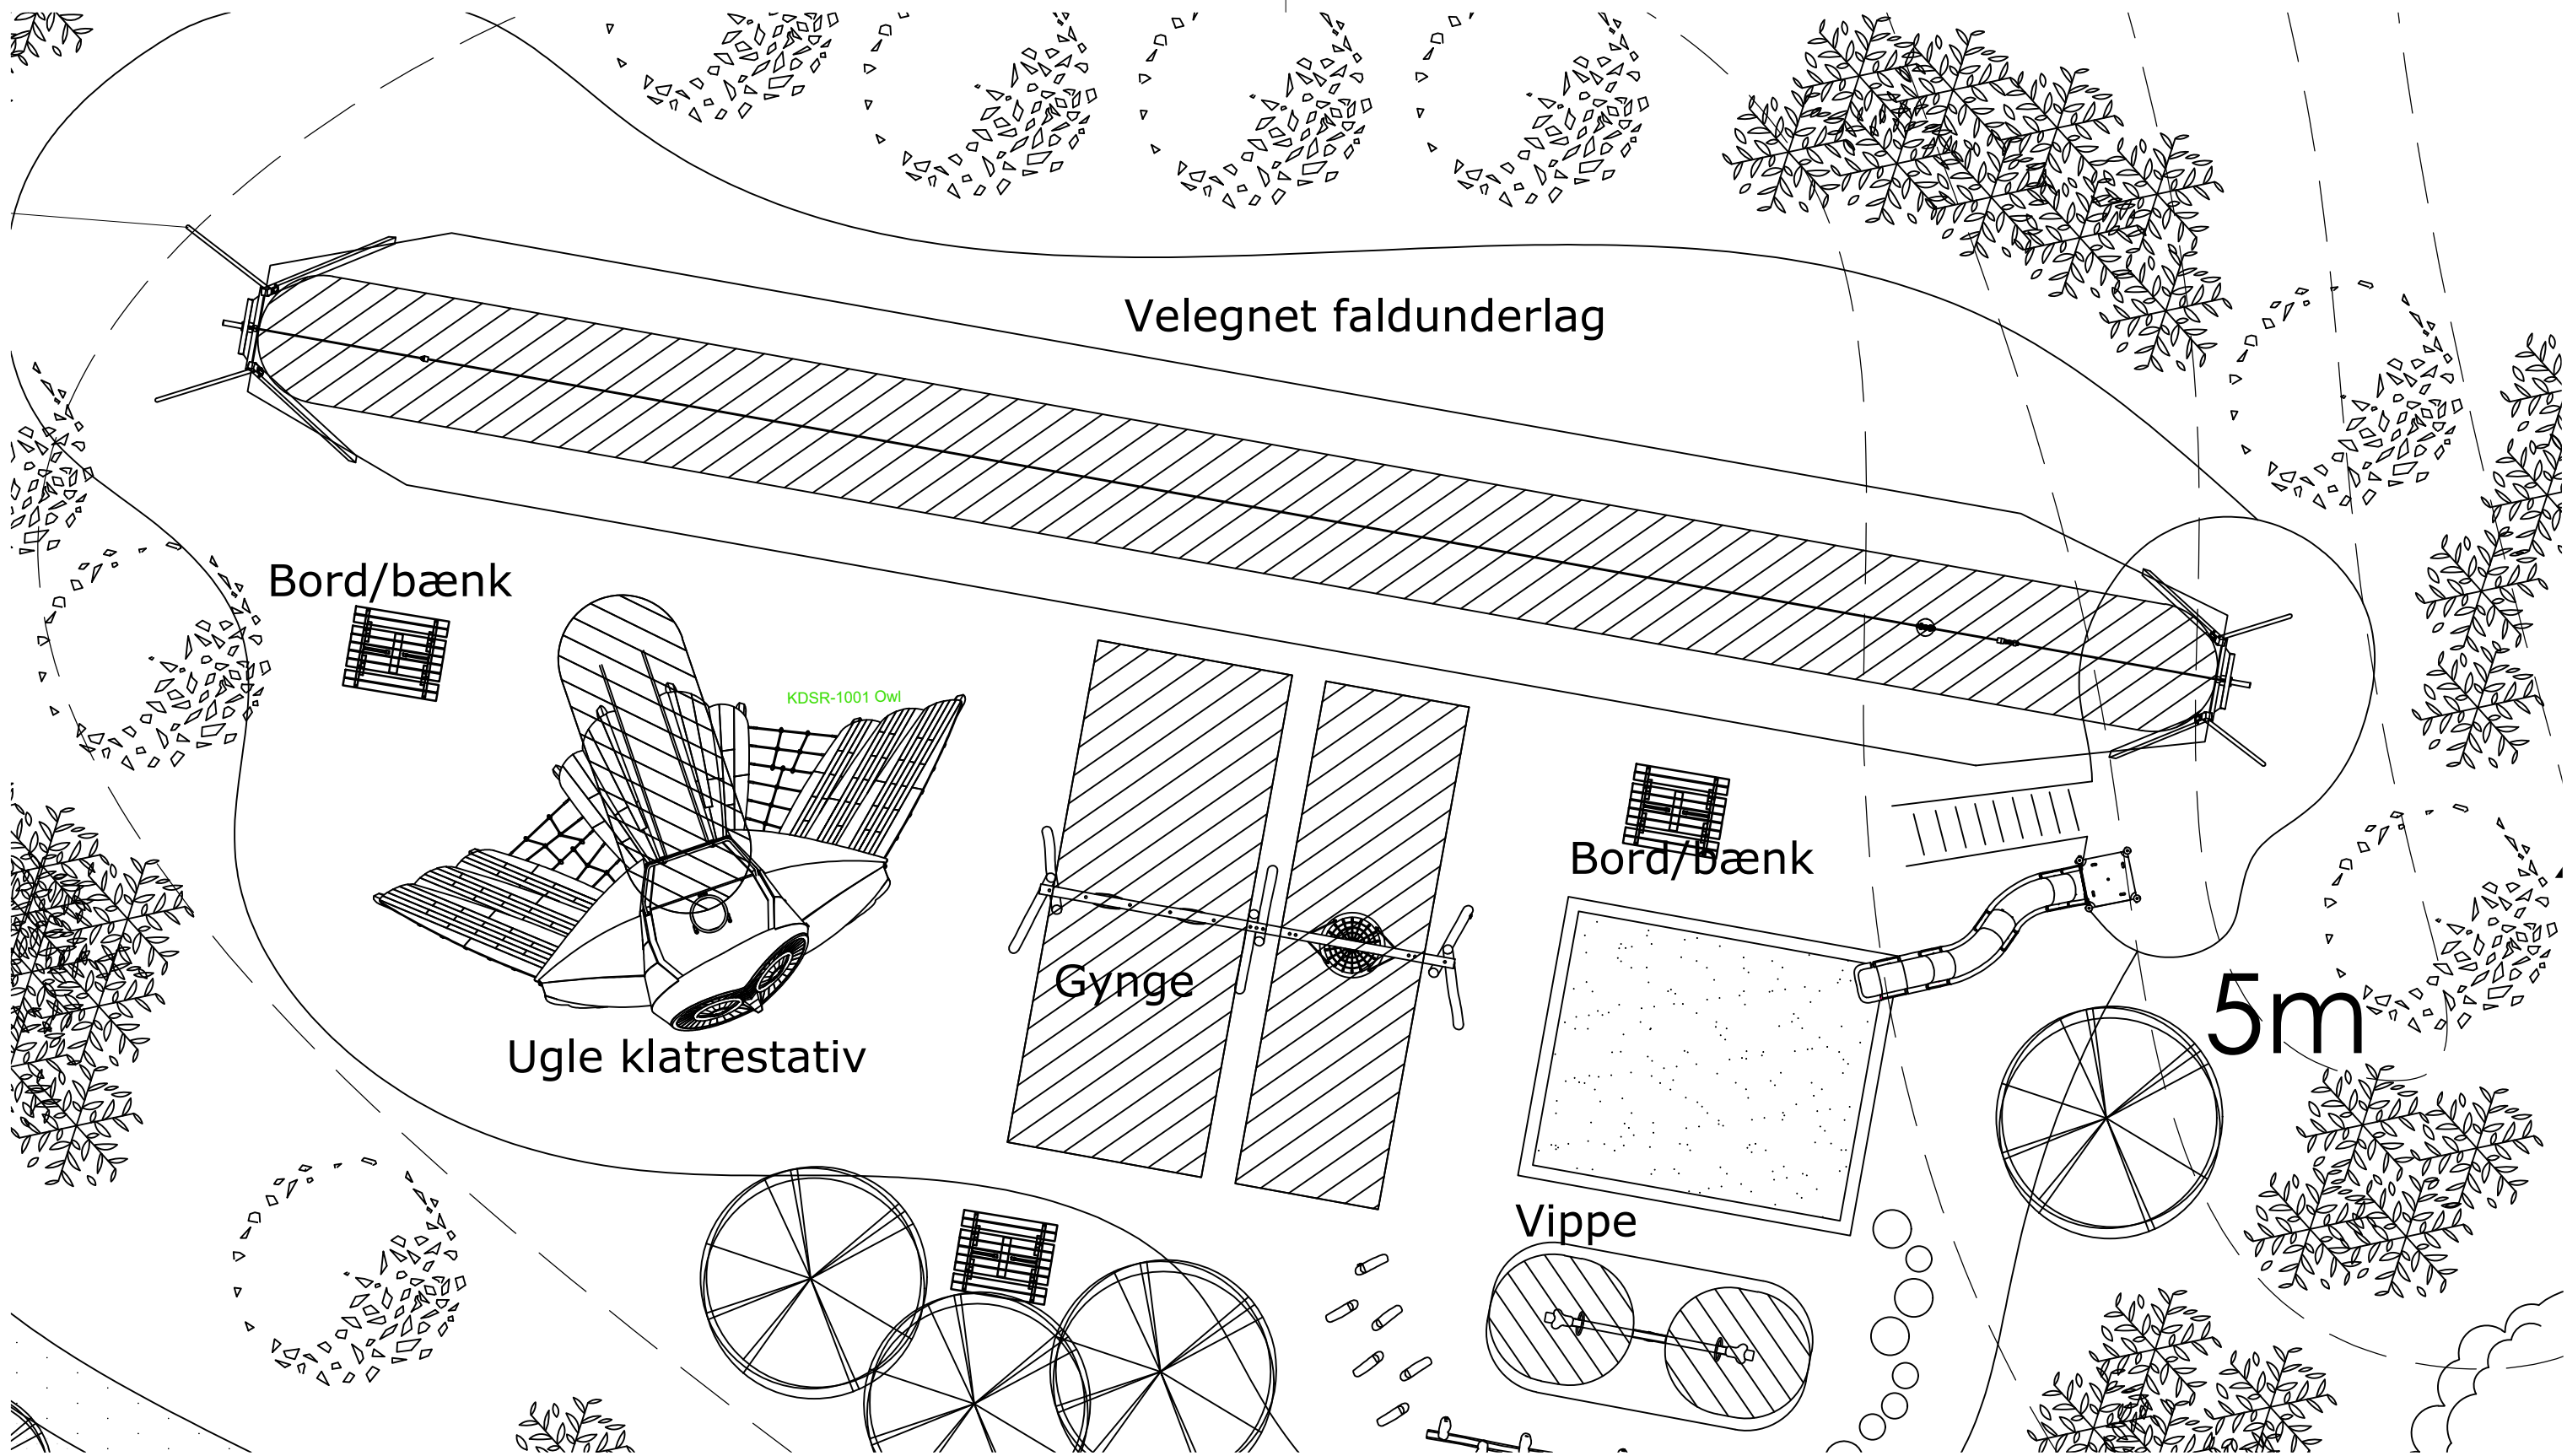 Velegnet faldunderlag
Bord/bænk
KDSR-1001 Owl
Bord/bænk
Gynge
5m
Ugle klatrestativ
Vippe